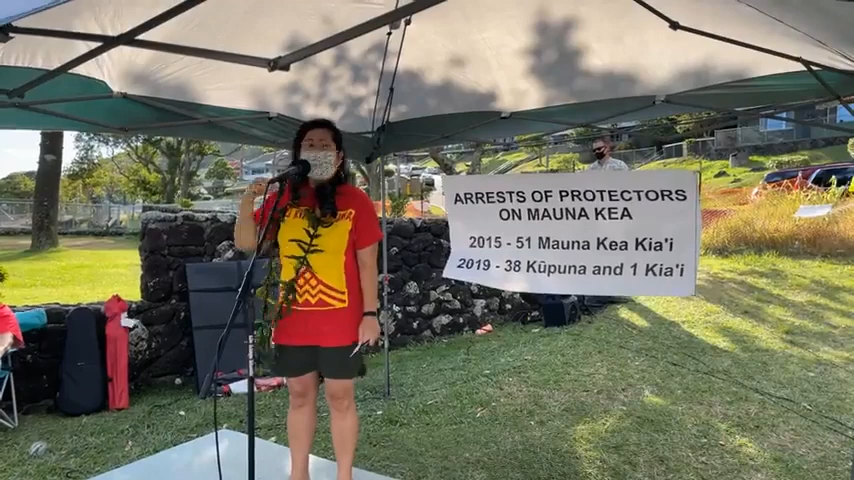 ARRESTS OF PROTECTORS
ON MAUNA KEA
2015 - 51 Mauna Kea Kia'i
2019 - 38 Kūpuna and 1 Kia'i